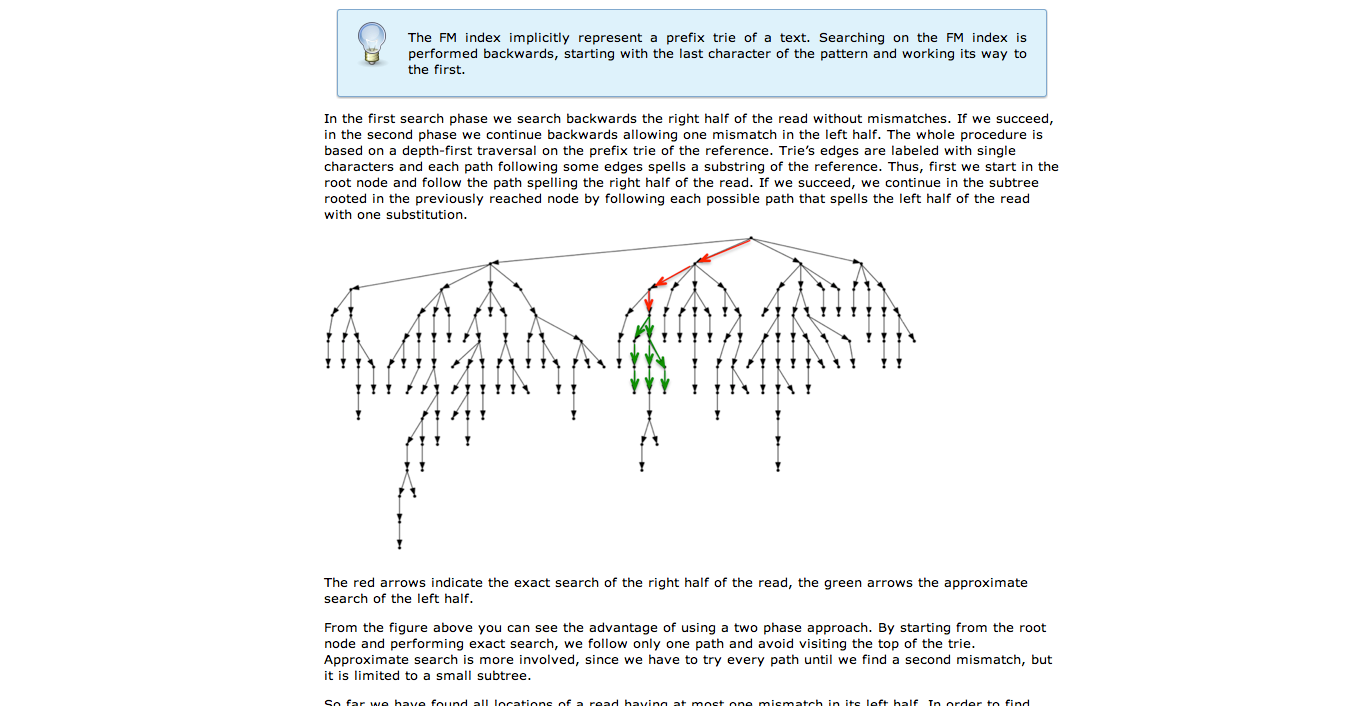 The FM index implicitly represent a prefix trie of a text. Searching on the FM index is
performed backwards, starting with the last character of the pattern and working its way to
the first.
In the first search phase we search backwards the right half of the read without mismatches. If we succeed,
in the second phase we continue backwards allowing one mismatch in the left half. The whole procedure is
based on a depth-first traversal on the prefix trie of the reference. Trie’s edges are labeled with single
characters and each path following some edges spells a substring of the reference. Thus, first we start in the
root node and follow the path spelling the right half of the read. If we succeed, we continue in the subtree
rooted in the previously reached node by following each possible path that spells the left half of the read
with one substitution.
The red arrows indicate the exact search of the right half of the read, the green arrows the approximate
search of the left half.
From the figure above you can see the advantage of using a two phase approach. By starting from the root
node and performing exact search, we follow only one path and avoid visiting the top of the trie.
Approximate search is more involved, since we have to try every path until we find a second mismatch, but
it is limited to a small subtree.
So far we have found all locations of a read having at most one mismatch in its left half. In order to find